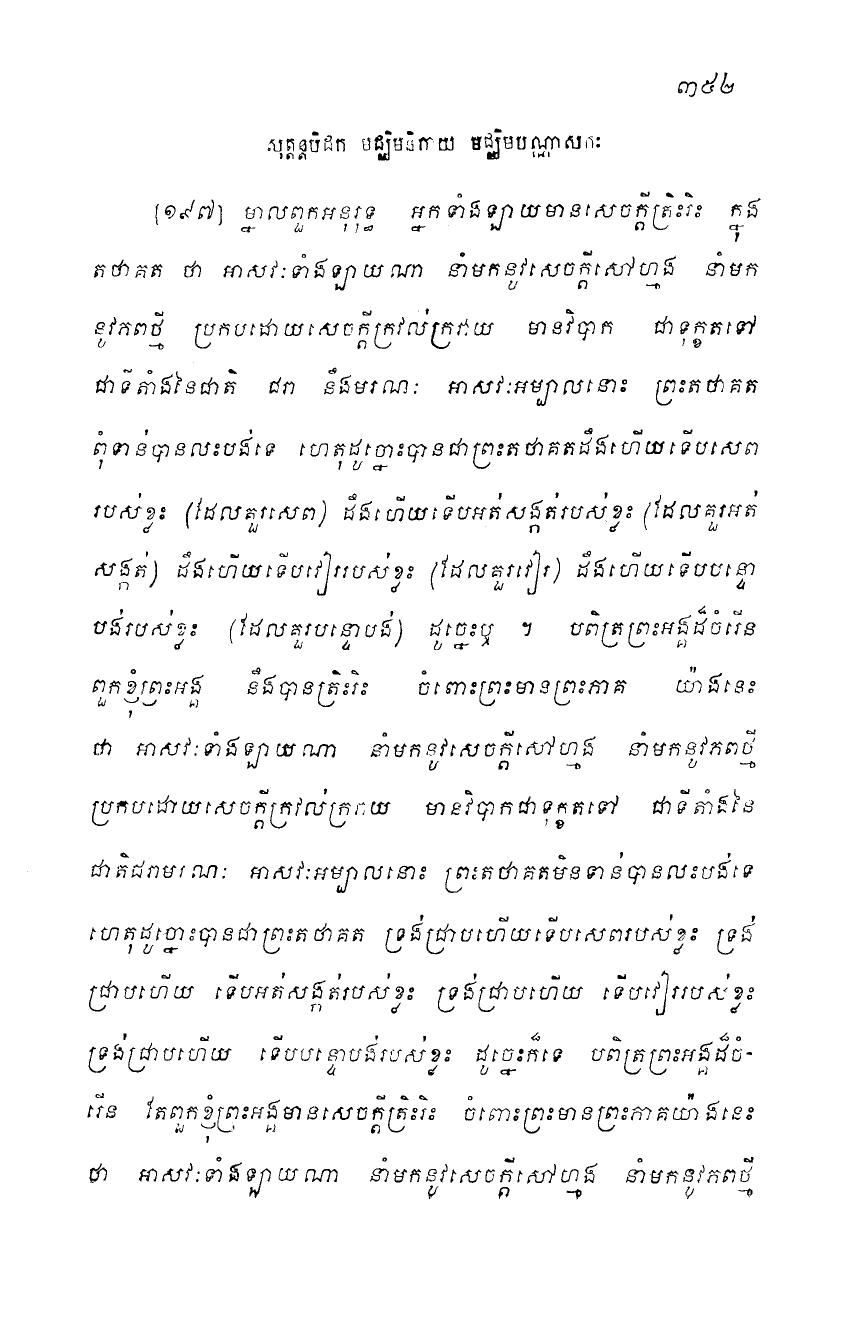 ៣៥២
សុត្តន្តបិដក មជ្ឈិមនិកាយ មជ្ឈិមបណ្ណាសកៈ
[១៩៧] ម្នាលពួកអនុរុទ្ធ អ្នកទាំងឡាយមានសេចក្តីត្រិះរិះ ក្នុង
តថាគត ថា អាសវៈទាំងឡាយណា នាំមកនូវសេចក្តីសៅហ្មង នាំមក
នូវភពថ្មី ប្រកបដោយសេចក្តីក្រវល់ក្រវាយ មានវិបាក ជាទុក្ខតទៅ
ជាទីតាំងនៃជាតិ ជរា នឹងមរណៈ អាសវៈអម្បាលនោះ ព្រះតថាគត
ពុំទាន់បានលះបង់ទេ ហេតុដូច្នោះបានជាព្រះតថាគតដឹងហើយទើបសេព
របស់ខ្លះ (ដែលគួរសេព) ដឹងហើយទើបអត់សង្កត់របស់ខ្លះ (ដែលគួរអត់
សង្កត់) ដឹងហើយទើបវៀររបស់ខ្លះ (ដែលគួរវៀរ) ដឹងហើយទើបបន្ទោ
បង់របស់ខ្លះ (ដែលគួរបន្ទោបង់) ដូច្នេះឬ ។ បពិត្រព្រះអង្គដ៏ចំរើន
ពួកខ្ញុំព្រះអង្គ នឹងបានត្រិះរិះ ចំពោះព្រះមានព្រះភាគ យ៉ាងនេះ
ថា អាសវៈទាំងឡាយណា នាំមកនូវសេចក្តីសៅហ្មង នាំមកនូវភពថ្មី
ប្រកបដោយសេចក្តីក្រវល់ក្រវាយ មានវិបាកជាទុក្ខតទៅ ជាទីតាំងនៃ
ជាតិជរាមរណៈ អាសវៈអម្បាលនោះ ព្រះតថាគតមិនទាន់បានលះបង់ទេ
ហេតុដូច្នោះបានជាព្រះតថាគត ទ្រង់ជ្រាបហើយទើបសេពរបស់ខ្លះ ទ្រង់
ជ្រាបហើយ ទើបអត់សង្កត់របស់ខ្លះ ទ្រង់ជ្រាបហើយ ទើបវៀររបស់ខ្លះ
ទ្រង់ជ្រាបហើយ ទើបបន្ទោបង់របស់ខ្លះ ដូច្នេះក៏ទេ បពិត្រព្រះអង្គដ៏ចំ-
រើន តែពួកខ្ញុំព្រះអង្គមានសេចក្តីត្រិះរិះ ចំពោះព្រះមានព្រះភាគយ៉ាងនេះ
ថា អាសវៈទាំងឡាយណា នាំមកនូវសេចក្តីសៅហ្មង នាំមកនូវភពថ្មី